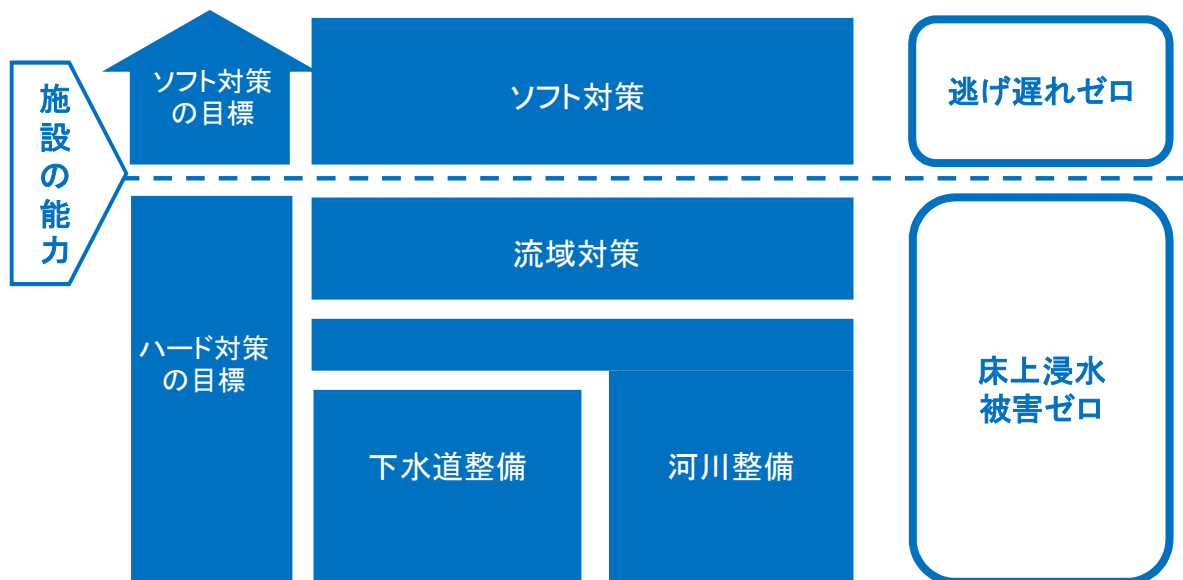 施設の能力
ソフト対策
の目標
ソフト対策
逃げ遅れゼロ
ハード対策
の目標
流域対策
下水道整備
河川整備
床上浸水
被害ゼロ